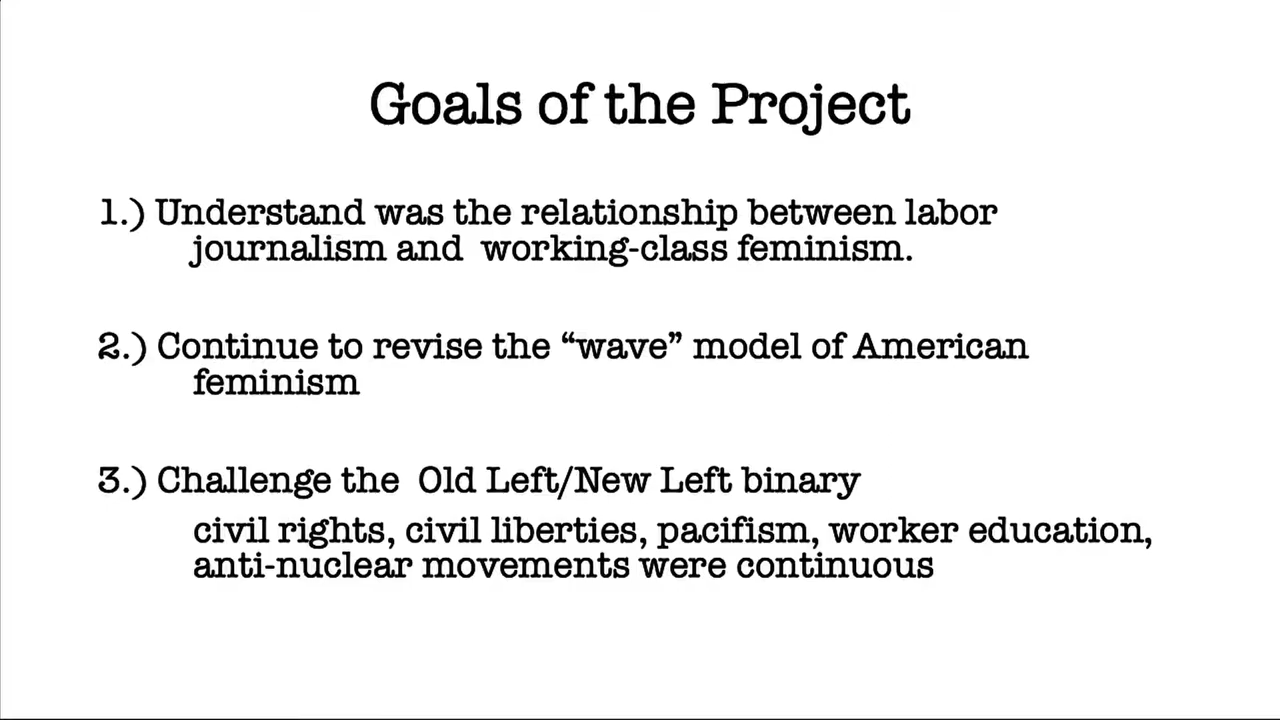 Goals of the Project
1.) Understand was the relationship between labor
journalism and  working-class feminism.
2.) Continue to revise the “wave” model of American
feminism
3.) Challenge the  Old Left/New Left binary
civil rights, civil liberties, pacifism, worker education,
anti-nuclear movements were continuous